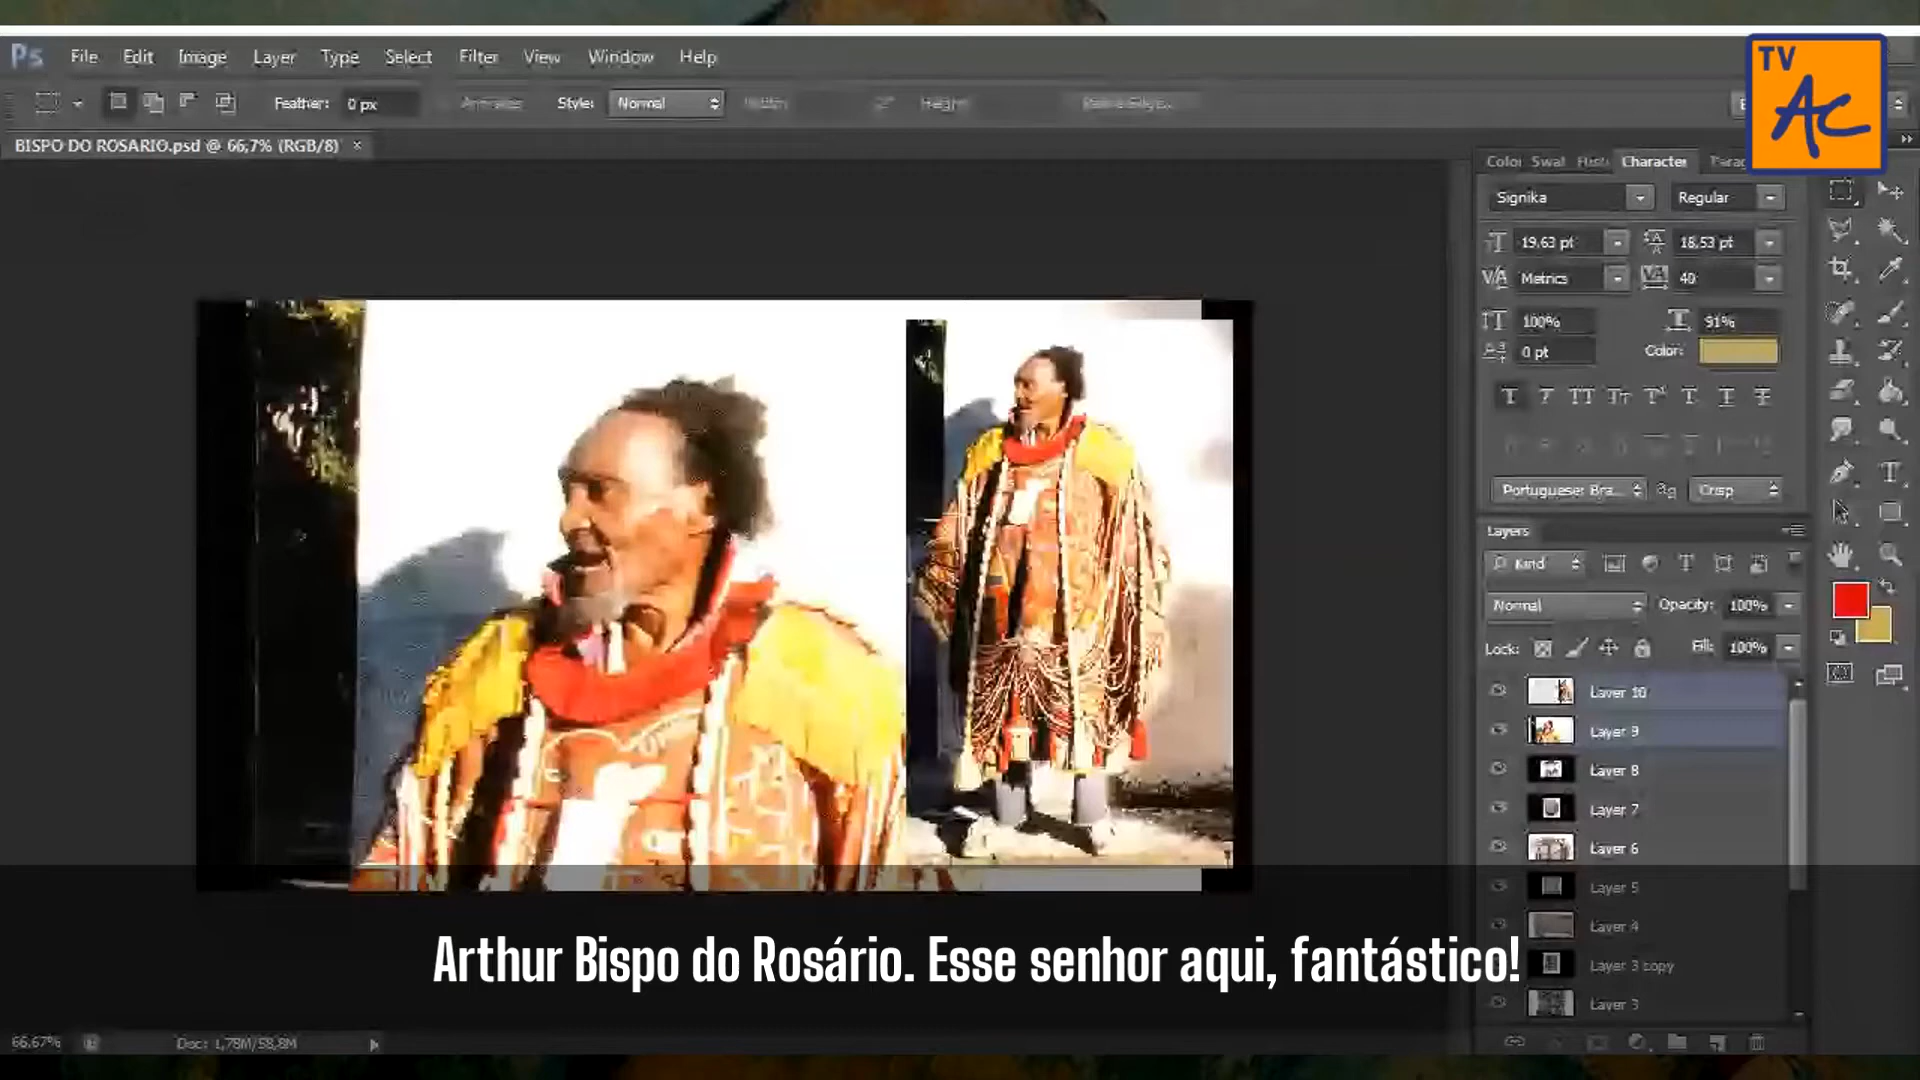 TV
AC
Ps File Edit Image Layer Type Select Filter View Window Help
Feather: 0 px Style: Normal Height:
BISPO DO ROSARIO.psd @ 66,7% (RGB/8) ×
Color Swat Character
Signika Regular
19,63 pt 18,53 pt
Metrics 40
100% 91%
0 pt Color:
Portuguese: Bra... Crisp
Layers
Kind
Normal Opacity: 100%
Lock: Fill: 100%
Layer 10
Layer 9
Layer 8
Layer 7
Layer 6
Layer 5
Layer 4
Layer 3 copy
Layer 3
Arthur Bispo do Rosário. Esse senhor aqui, fantástico!
66,67% Doc: 1,78M/58,8M